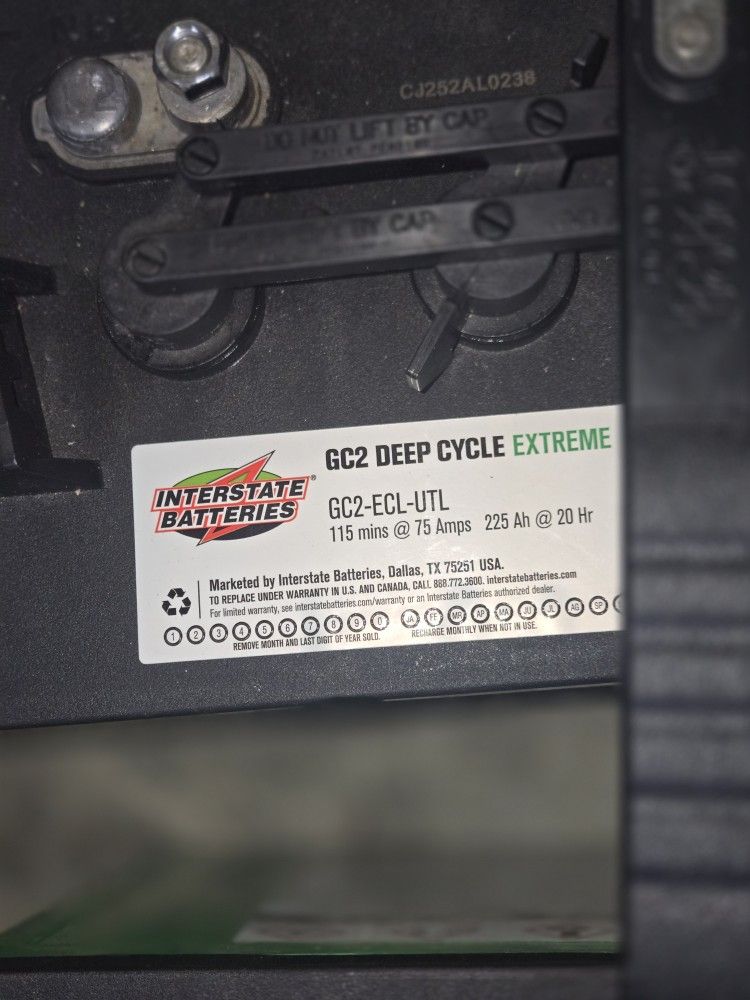 CJ252AL0238
DO NOT LIFT BY CAP
BY CAP
GC2 DEEP CYCLE EXTREME
INTERSTATE
BATTERIES®
GC2-ECL-UTL
115 mins @ 75 Amps 225 Ah @ 20 Hr
Marketed by Interstate Batteries, Dallas, TX 75251 USA.
TO REPLACE UNDER WARRANTY IN U.S. AND CANADA, CALL 888.772.3600. interstatebatteries.com
For limited warranty, see interstatebatteries.com/warranty or an Interstate Batteries authorized dealer.
1 2 3 4 5 6 7 8 9 0 JA FE MR AP MA JU JL AG SP
REMOVE MONTH AND LAST DIGIT OF YEAR SOLD. RECHARGE MONTHLY WHEN NOT IN USE.